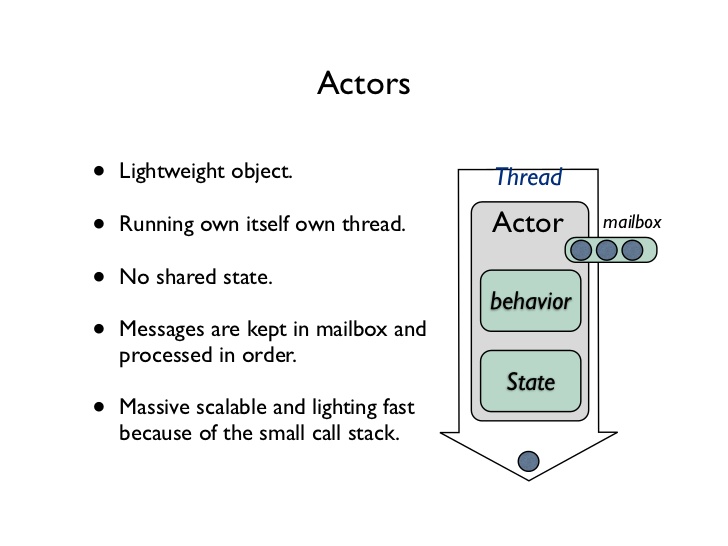 Actors
• Lightweight object.
• Running own itself own thread.
• No shared state.
• Messages are kept in mailbox and
processed in order.
• Massive scalable and lighting fast
because of the small call stack.
Thread
Actor
mailbox
behavior
State